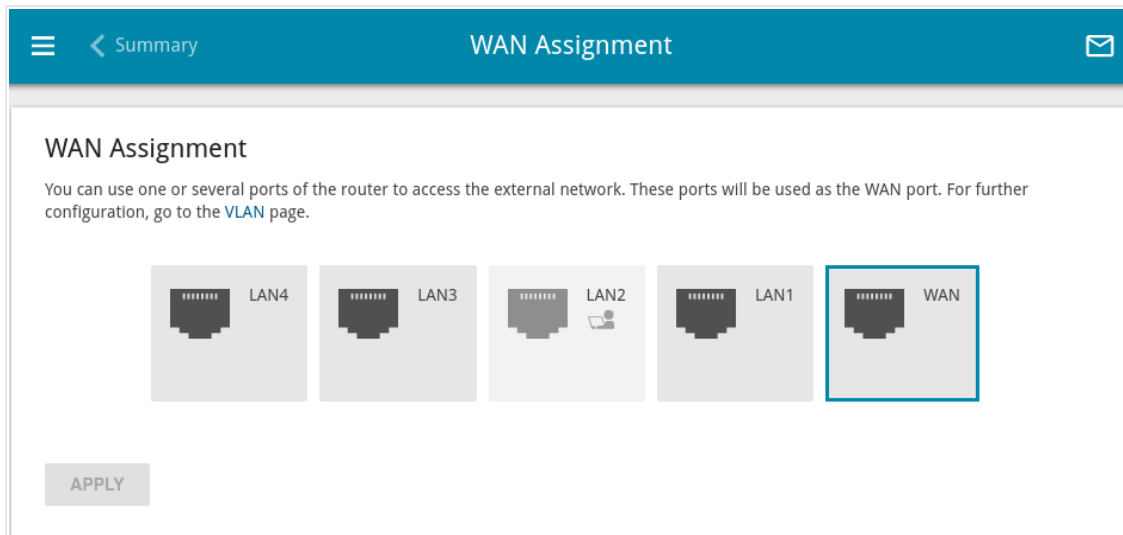 Summary
WAN Assignment
WAN Assignment
You can use one or several ports of the router to access the external network. These ports will be used as the WAN port. For further
configuration, go to the VLAN page.
LAN4
LAN3
LAN2
LAN1
WAN
APPLY